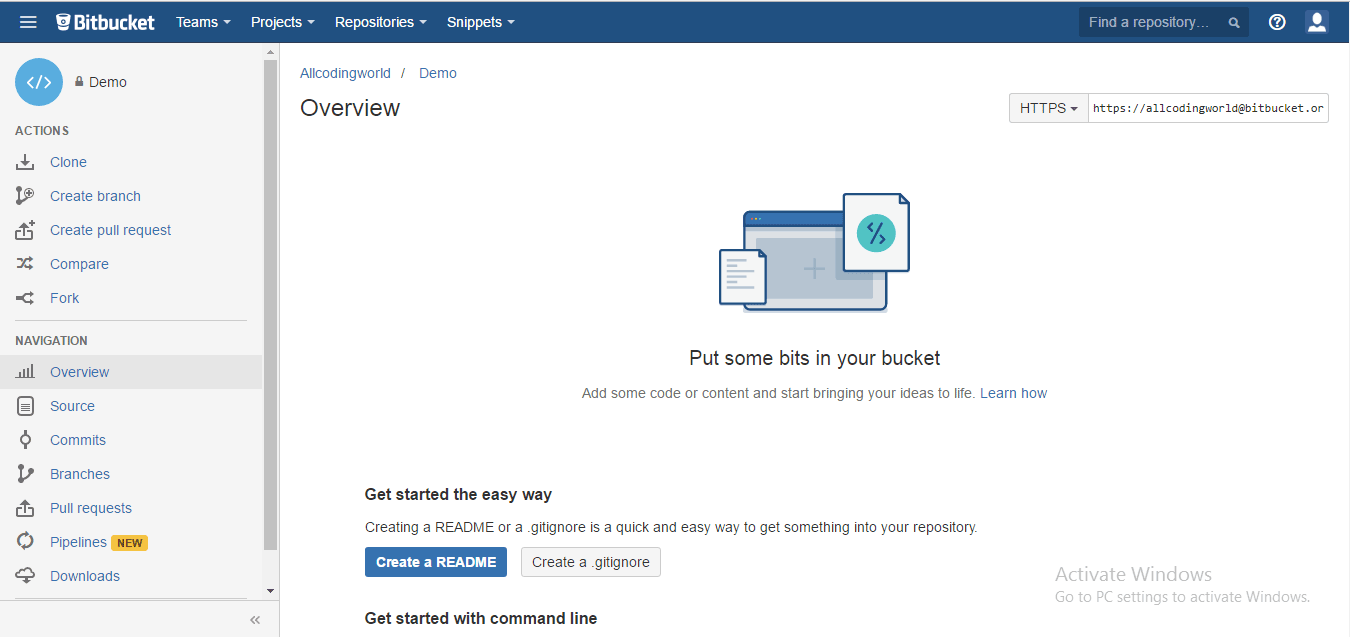 Bitbucket Teams Projects Repositories Snippets Find a repository...
</> Demo
ACTIONS
Clone
Create branch
Create pull request
Compare
Fork
NAVIGATION
Overview
Source
Commits
Branches
Pull requests
Pipelines NEW
Downloads
«
Allcodingworld / Demo
Overview
HTTPS https://allcodingworld@bitbucket.or
Put some bits in your bucket
Add some code or content and start bringing your ideas to life. Learn how
Get started the easy way
Creating a README or a .gitignore is a quick and easy way to get something into your repository.
Create a README Create a .gitignore
Get started with command line
Activate Windows
Go to PC settings to activate Windows.